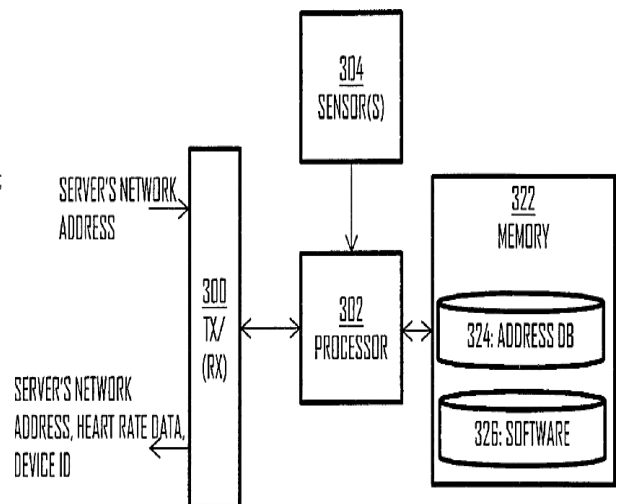 304
SENSOR(S)
SERVER'S NETWORK
ADDRESS
322
MEMORY
300
TX/
(RX)
302
PROCESSOR
324: ADDRESS DB
SERVER'S NETWORK
ADDRESS, HEART RATE DATA,
DEVICE ID
326: SOFTWARE